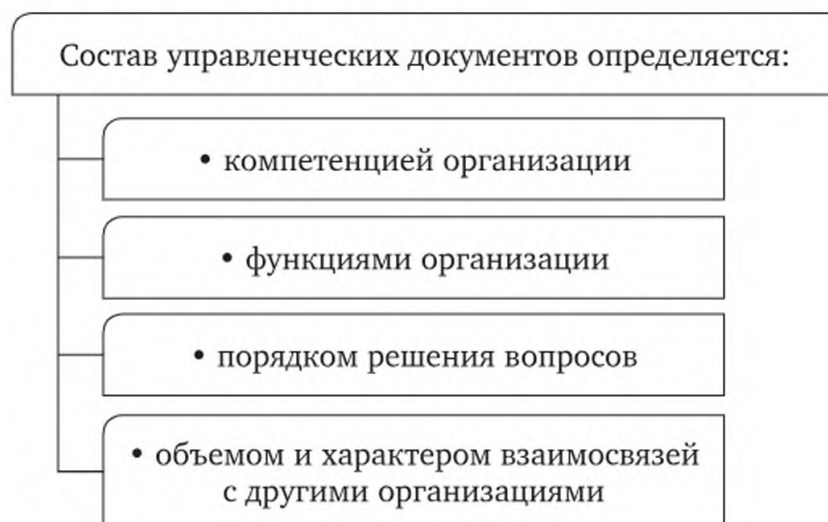 Состав управленческих документов определяется:
• компетенцией организации
• функциями организации
• порядком решения вопросов
• объемом и характером взаимосвязей
с другими организациями